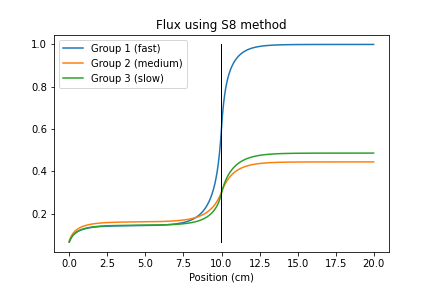 Flux using S8 method
Group 1 (fast)
Group 2 (medium)
Group 3 (slow)
1.0
0.8
0.6
0.4
0.2
0.0 2.5 5.0 7.5 10.0 12.5 15.0 17.5 20.0
Position (cm)